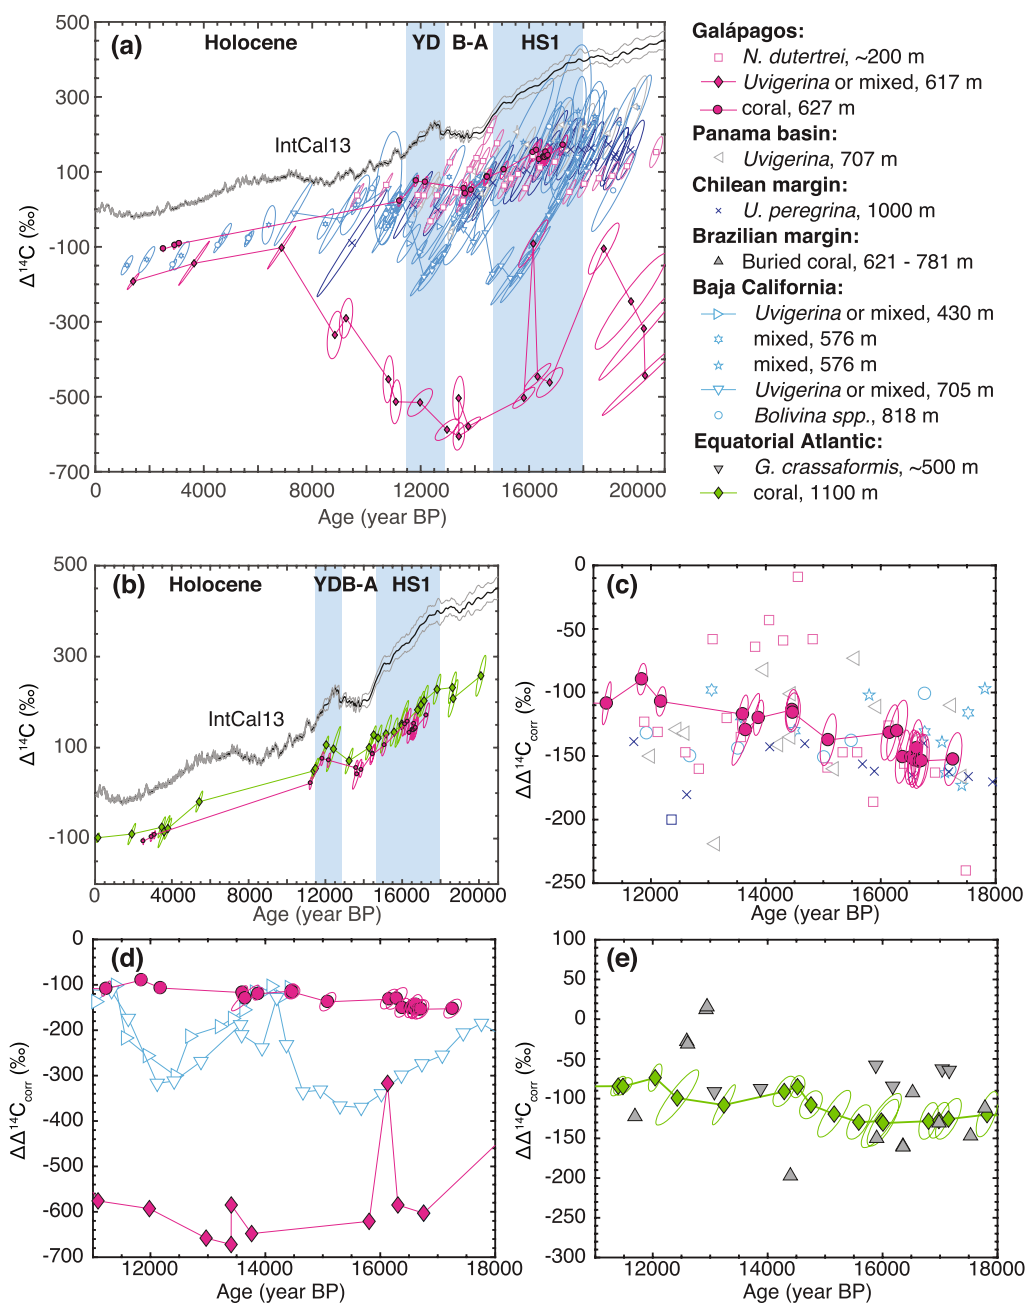 (a)
Holocene
YD
B-A
HS1
IntCal13
500
300
100
-100
-300
-500
-700
Δ¹⁴C (‰)
0
4000
8000
12000
16000
20000
Age (year BP)
Galápagos:
N. dutertrei, ~200 m
Uvigerina or mixed, 617 m
coral, 627 m
Panama basin:
Uvigerina, 707 m
Chilean margin:
U. peregrina, 1000 m
Brazilian margin:
Buried coral, 621 - 781 m
Baja California:
Uvigerina or mixed, 430 m
mixed, 576 m
mixed, 576 m
Uvigerina or mixed, 705 m
Bolivina spp., 818 m
Equatorial Atlantic:
G. crassaformis, ~500 m
coral, 1100 m
(b)
Holocene
YD
B-A
HS1
IntCal13
500
300
100
-100
Δ¹⁴C (‰)
0
4000
8000
12000
16000
20000
Age (year BP)
(c)
0
-50
-100
-150
-200
-250
ΔΔ¹⁴Ccorr (‰)
12000
14000
16000
18000
Age (year BP)
(d)
0
-100
-200
-300
-400
-500
-600
-700
ΔΔ¹⁴Ccorr (‰)
12000
14000
16000
18000
Age (year BP)
(e)
100
50
0
-50
-100
-150
-200
-250
-300
ΔΔ¹⁴Ccorr (‰)
12000
14000
16000
18000
Age (year BP)